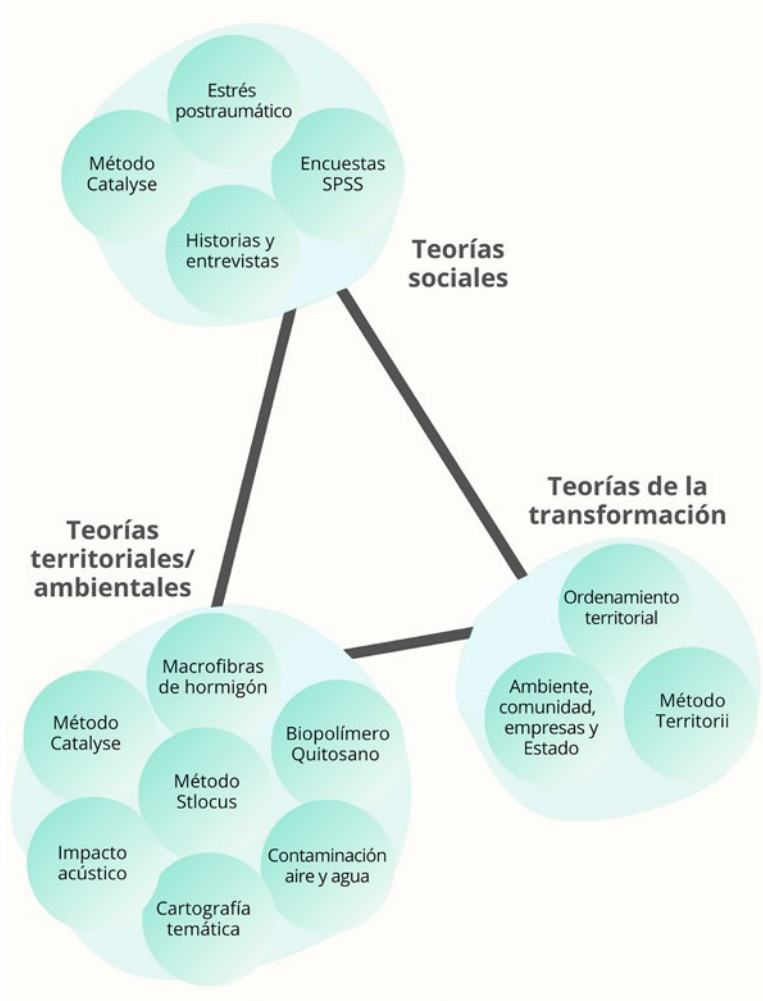 Estrés
postraumático
Método
Catalyse
Encuestas
SPSS
Historias y
entrevistas
Teorías
sociales
Teorías de la
transformación
Ordenamiento
territorial
Ambiente,
comunidad,
empresas y
Estado
Método
Territorii
Teorías
territoriales/
ambientales
Macrofibras
de hormigón
Método
Catalyse
Biopolímero
Quitosano
Método
Stlocus
Impacto
acústico
Contaminación
aire y agua
Cartografía
temática